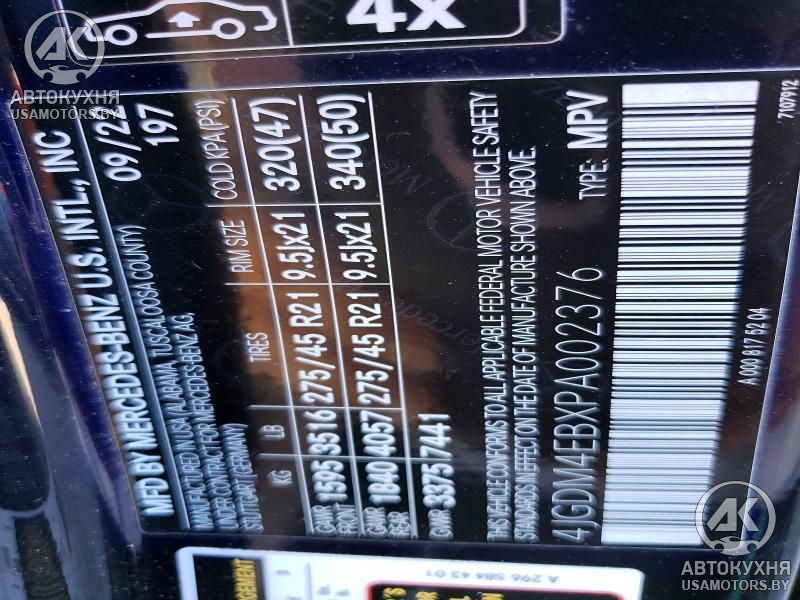 4x
MFD BY MERCEDES-BENZ U.S. INTL., INC
MANUFACTURED IN USA (ALABAMA, TUSCALOOSA COUNTY)
UNDER CONTRACT FOR MERCEDES-BENZ AG
STUTTGART (GERMANY)
197
KG LB TIRES RIM SIZE COLD KPA (PSI)
GAWR FRONT 1595 3516 275/45 R21 9.5Jx21 320(47)
GAWR REAR 1840 4057 275/45 R21 9.5Jx21 340(50)
GVWR 3375 7441
THIS VEHICLE CONFORMS TO ALL APPLICABLE FEDERAL MOTOR VEHICLE SAFETY
STANDARDS IN EFFECT ON THE DATE OF MANUFACTURE SHOWN ABOVE.
4JGDM4EBXPA002376 TYPE: MPV
A 000 817 52 04 7107912
A 296 584 43 01
АК
АВТОКУХНЯ
USAMOTORS.BY
АК
АВТОКУХНЯ
USAMOTORS.BY